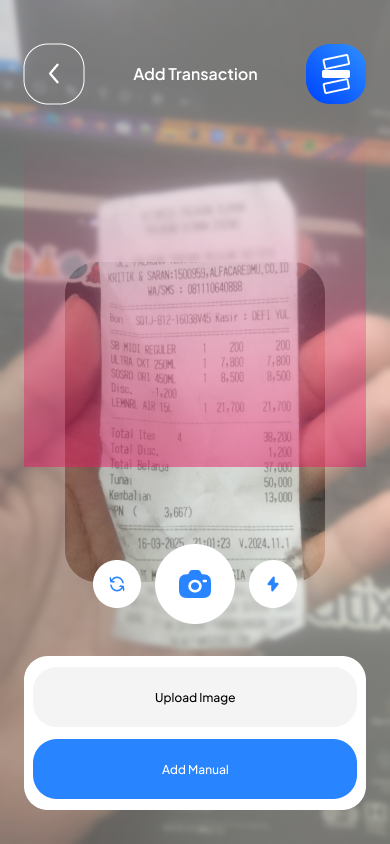 Add Transaction
KRITIK & SARAN:1500959,ALFACARE@MU.CO.ID
WA/SMS : 081110640888
Bon : SQ1J-812-16038V45 Kasir : DEFI YUL
SB MIDI REGULER 1 200 200
ULTRA CKT 250ML 1 7,800 7,800
SOSRO ORI 450ML 1 8,500 8,500
Disc. -1,200
LEMNRL AIR 15L 1 21,700 21,700
Total Item 4 38,200
Total Disc. 1,200
Total Belanja 37,000
Tunai 50,000
Kembalian 13,000
PPN ( 3,667)
16-03-2025 21:01:23 V.2024.11.1
Upload Image
Add Manual